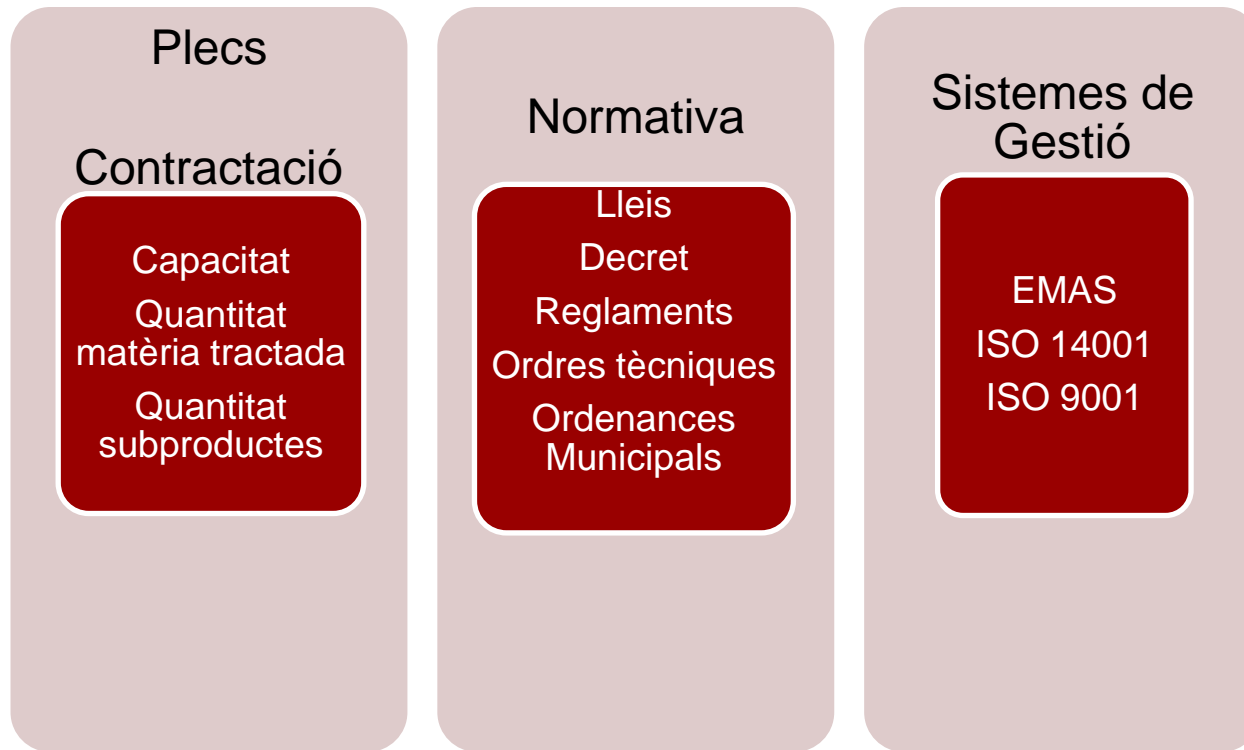 Plecs
Contractació
Capacitat
Quantitat
matèria tractada
Quantitat
subproductes
Normativa
Lleis
Decret
Reglaments
Ordres tècniques
Ordenances
Municipals
Sistemes de
Gestió
EMAS
ISO 14001
ISO 9001